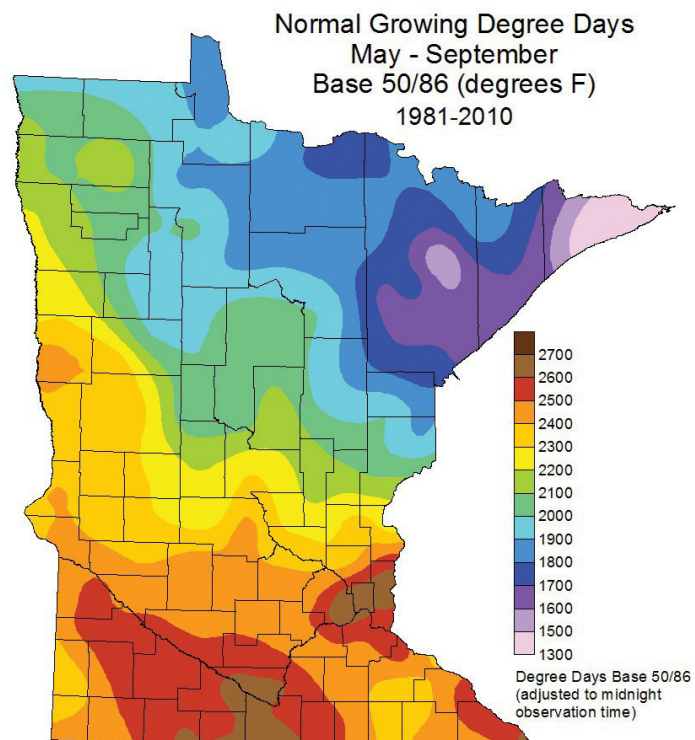 Normal Growing Degree Days
May - September
Base 50/86 (degrees F)
1981-2010
2700
2600
2500
2400
2300
2200
2100
2000
1900
1800
1700
1600
1500
1300
Degree Days Base 50/86
(adjusted to midnight
observation time)